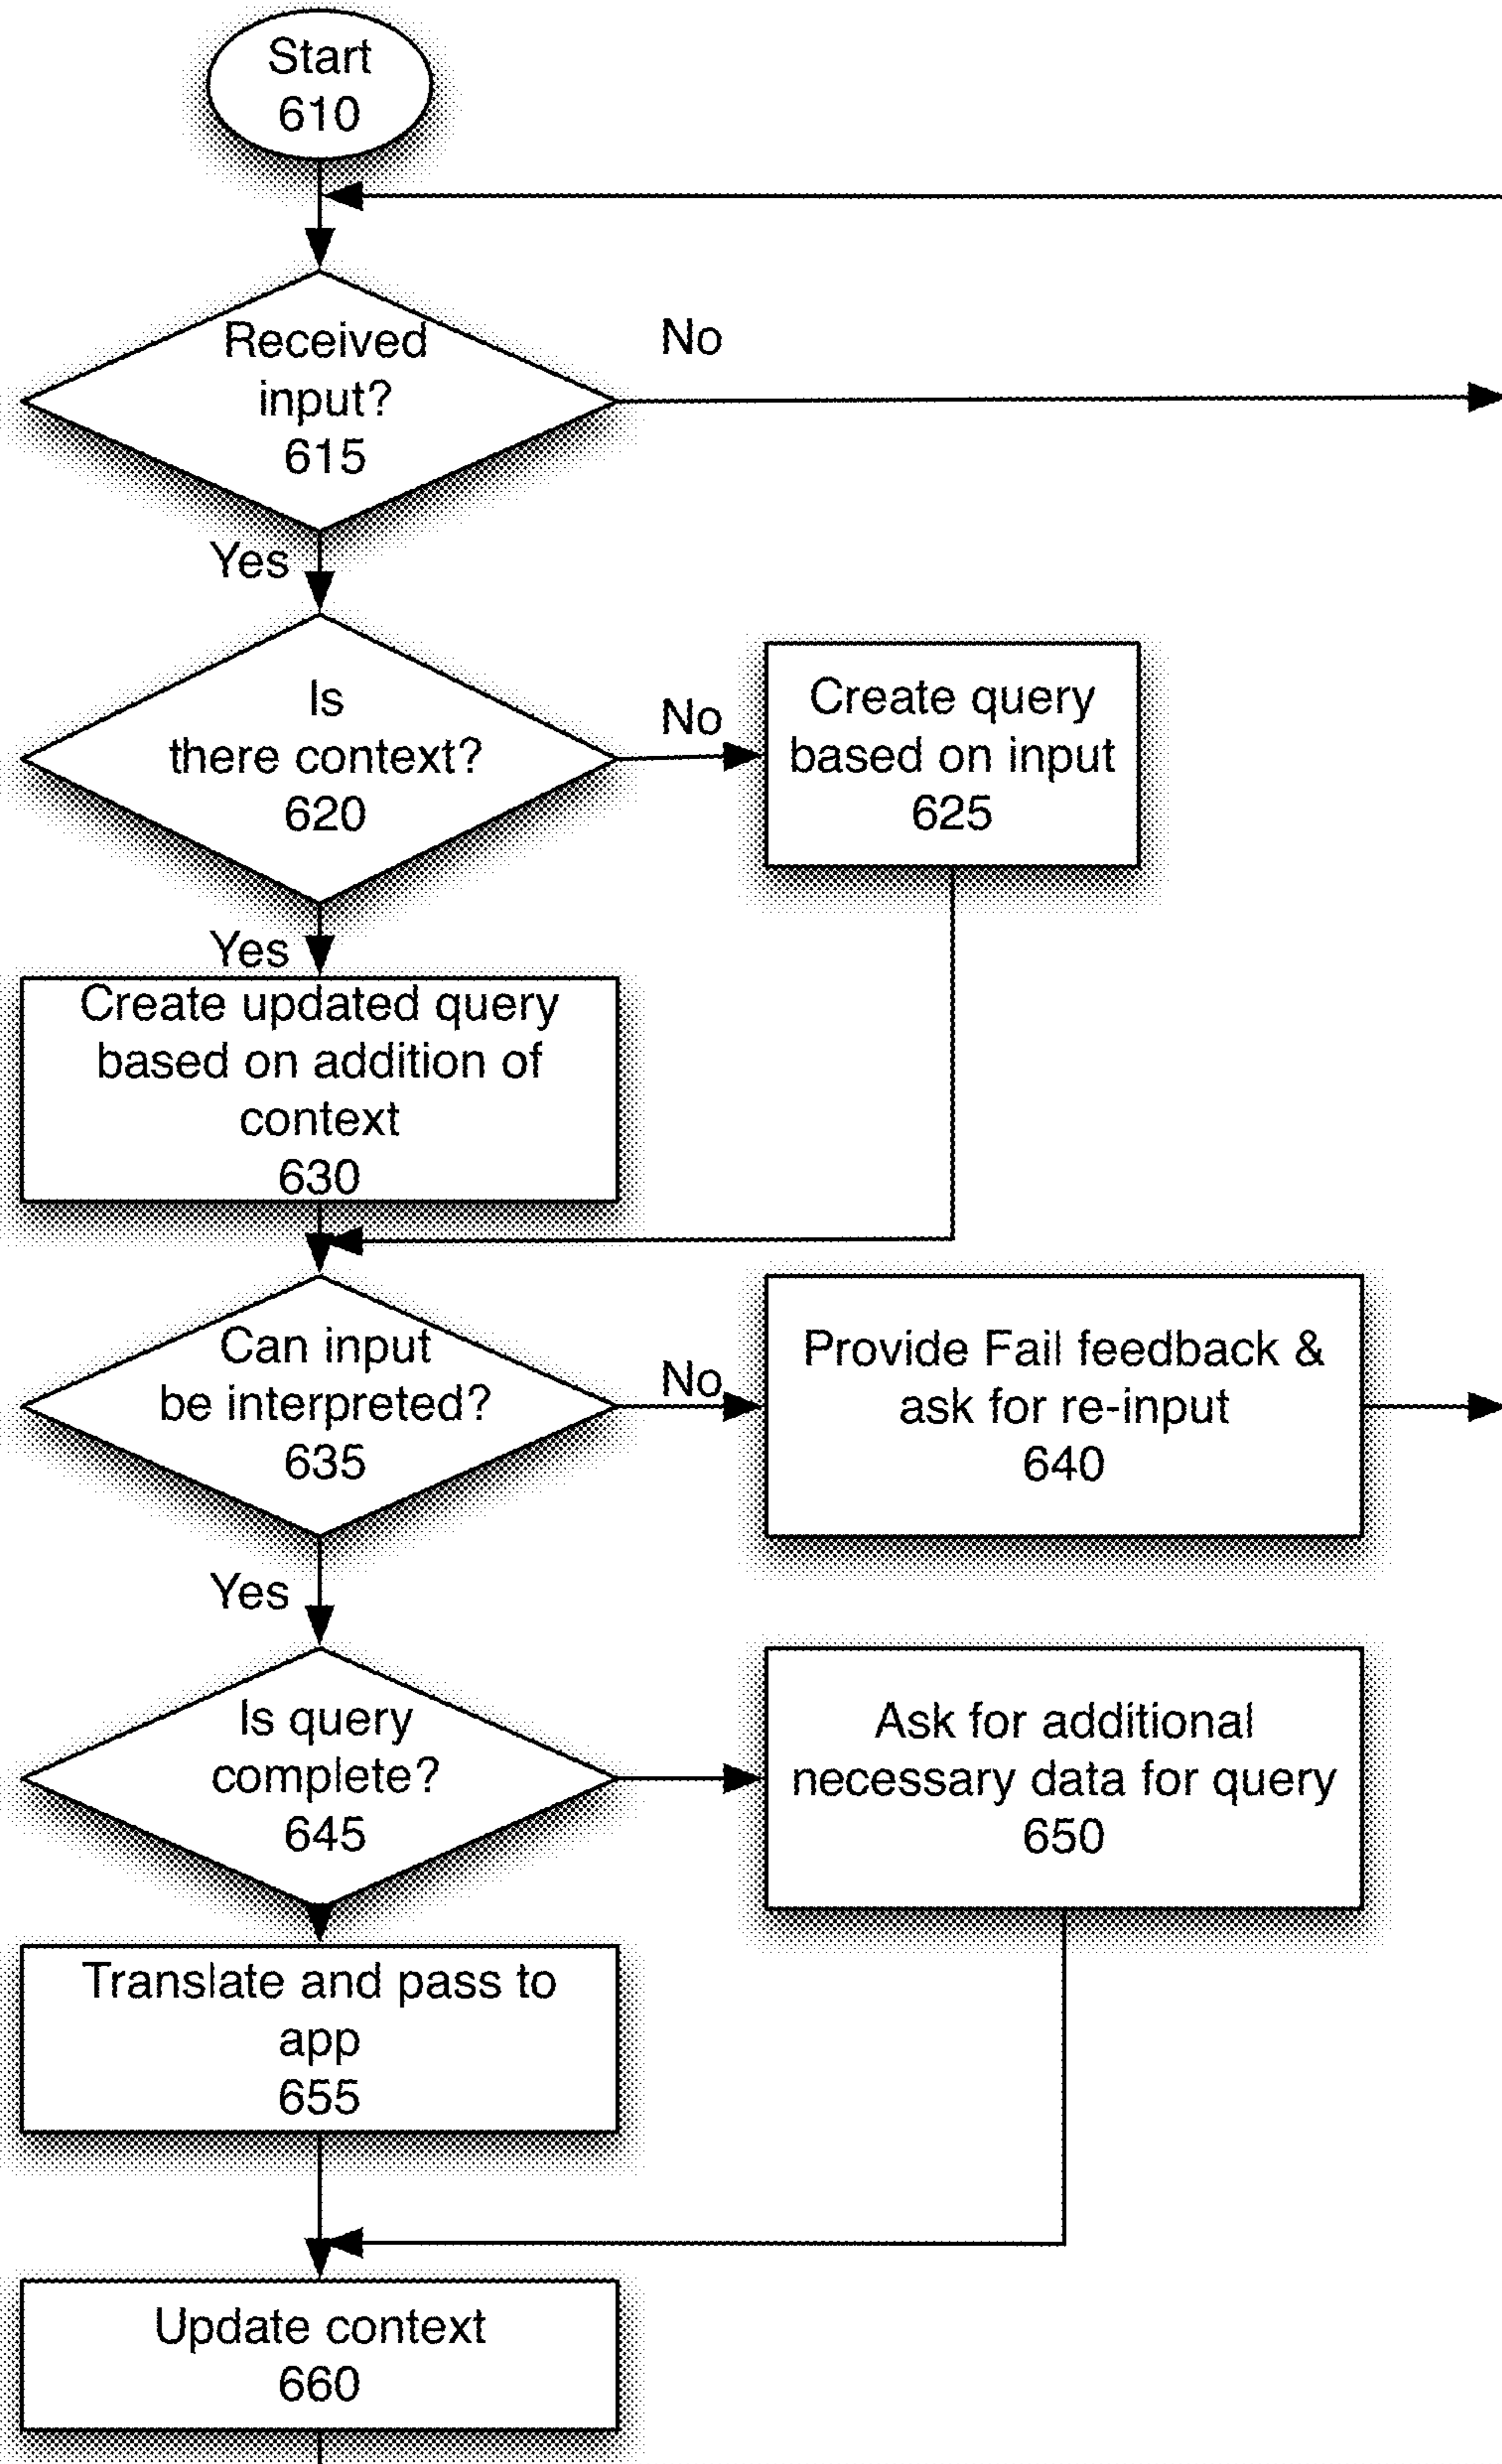 Start
610
Received
input?
615
No
Yes
Is
there context?
620
No
Create query
based on input
625
Yes
Create updated query
based on addition of
context
630
Can input
be interpreted?
635
No
Provide Fail feedback &
ask for re-input
640
Yes
Is query
complete?
645
Ask for additional
necessary data for query
650
Translate and pass to
app
655
Update context
660